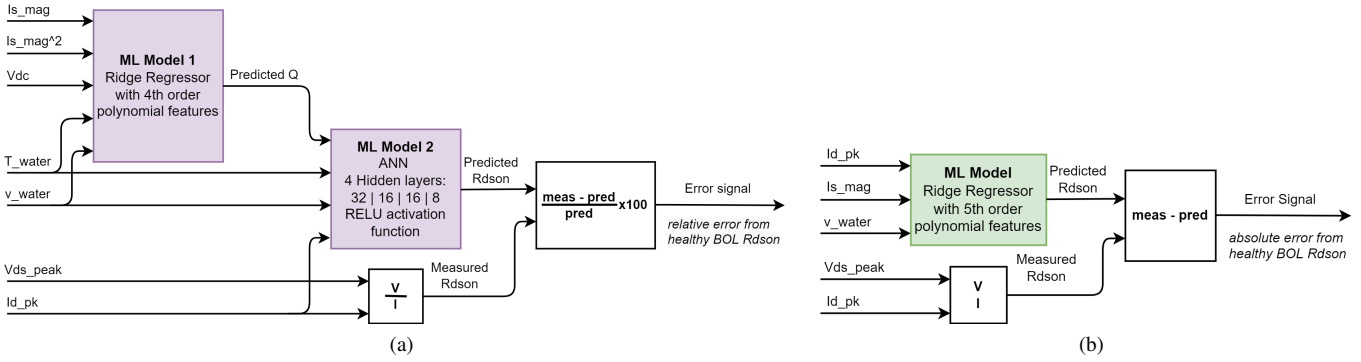 Is_mag
Is_mag^2
Vdc
T_water
v_water
ML Model 1
Ridge Regressor
with 4th order
polynomial features
Predicted Q
ML Model 2
ANN
4 Hidden layers:
32 | 16 | 16 | 8
RELU activation
function
Predicted
Rdson
Vds_peak
Id_pk
V
I
Measured
Rdson
meas - pred
pred
x100
Error signal
relative error from
healthy BOL Rdson
(a)
Id_pk
Is_mag
v_water
ML Model
Ridge Regressor
with 5th order
polynomial features
Predicted
Rdson
Vds_peak
Id_pk
V
I
Measured
Rdson
meas - pred
Error Signal
absolute error from
healthy BOL Rdson
(b)